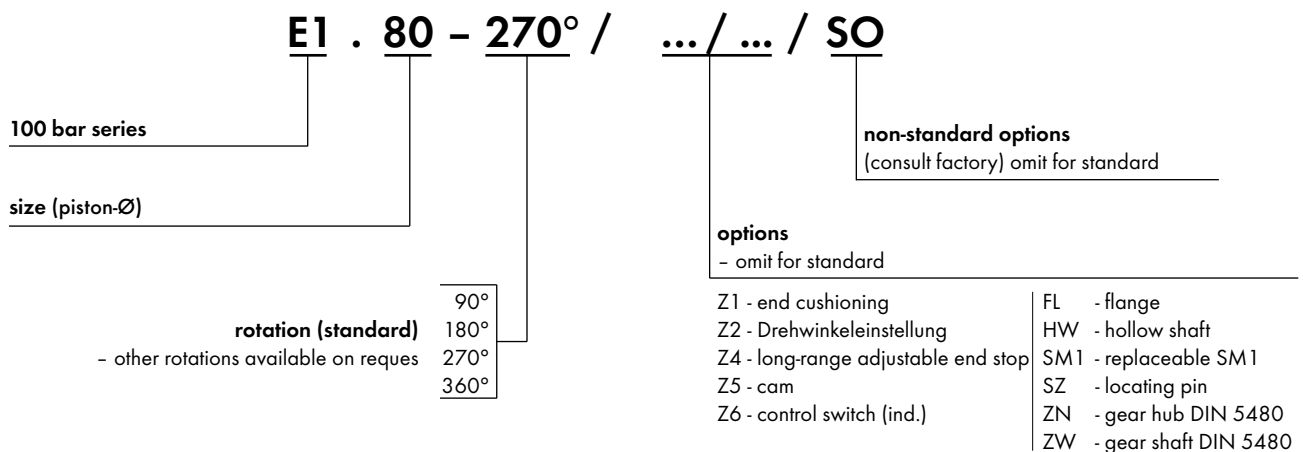 E1 . 80 – 270° / ... / ... / SO
100 bar series
non-standard options
(consult factory) omit for standard
size (piston-Ø)
options
– omit for standard
rotation (standard)
– other rotations available on reques
90°
180°
270°
360°
Z1 - end cushioning
Z2 - Drehwinkeleinstellung
Z4 - long-range adjustable end stop
Z5 - cam
Z6 - control switch (ind.)
FL - flange
HW - hollow shaft
SM1 - replaceable SM1
SZ - locating pin
ZN - gear hub DIN 5480
ZW - gear shaft DIN 5480